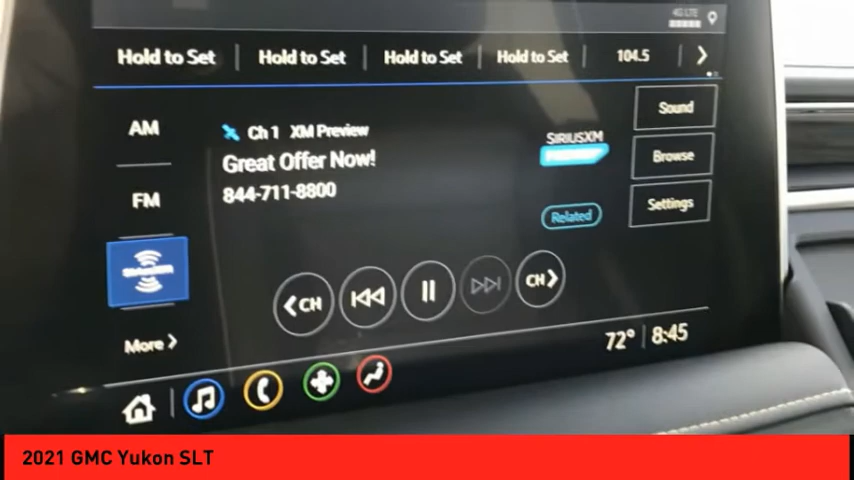 4G LTE
Hold to Set Hold to Set Hold to Set Hold to Set 104.5
AM
Ch 1 XM Preview
SIRIUSXM
Sound
Great Offer Now!
Browse
FM
844-711-8800
Related
Settings
CH
CH
More
72° 8:45
2021 GMC Yukon SLT